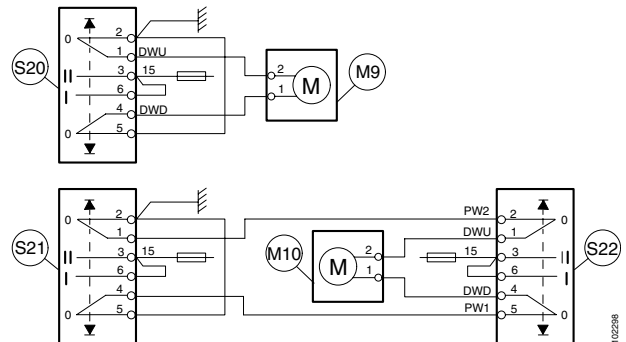 0 2
1 DWU
S20 II 3 15
I 6
4 DWD
0 5
2
1
M
M9
0 2
1
S21 II 3 15
I 6
4
0 5
M10
M
2
1
PW2 2 0
DWU 1
15 3 II S22
6 I
DWD 4
PW1 5 0
102298